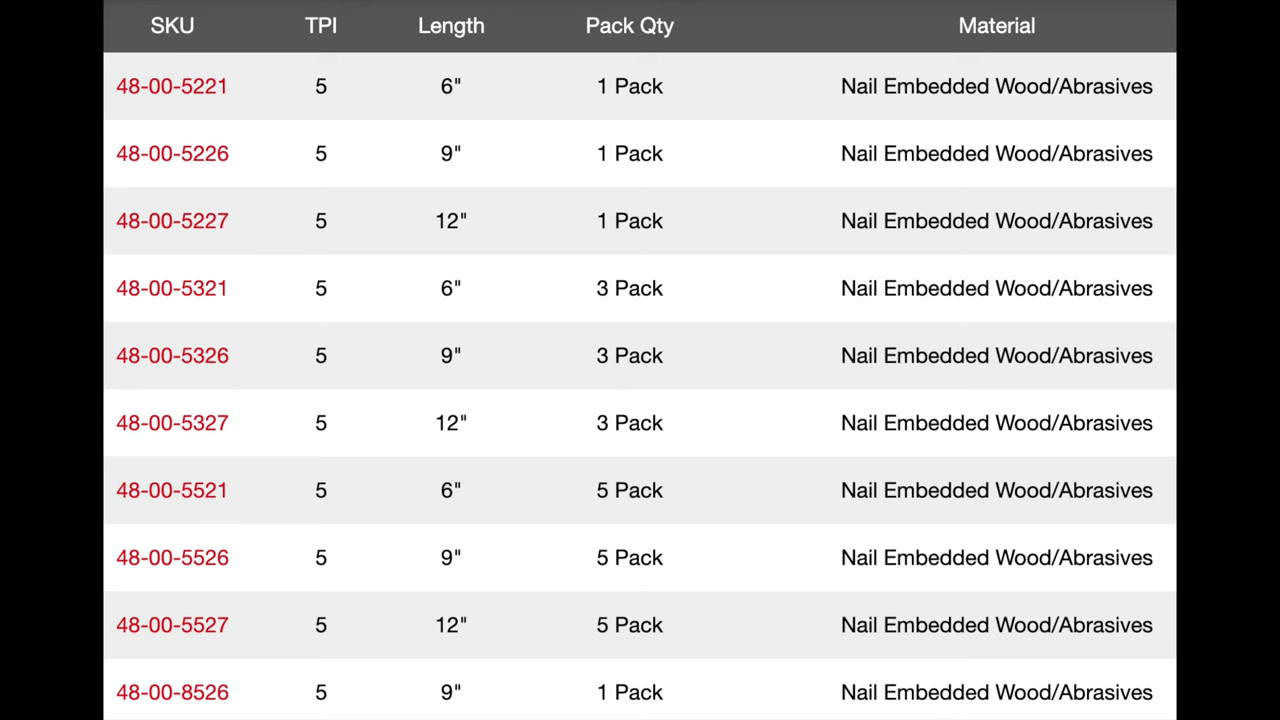 SKU TPI Length Pack Qty Material
48-00-5221 5 6" 1 Pack Nail Embedded Wood/Abrasives
48-00-5226 5 9" 1 Pack Nail Embedded Wood/Abrasives
48-00-5227 5 12" 1 Pack Nail Embedded Wood/Abrasives
48-00-5321 5 6" 3 Pack Nail Embedded Wood/Abrasives
48-00-5326 5 9" 3 Pack Nail Embedded Wood/Abrasives
48-00-5327 5 12" 3 Pack Nail Embedded Wood/Abrasives
48-00-5521 5 6" 5 Pack Nail Embedded Wood/Abrasives
48-00-5526 5 9" 5 Pack Nail Embedded Wood/Abrasives
48-00-5527 5 12" 5 Pack Nail Embedded Wood/Abrasives
48-00-8526 5 9" 1 Pack Nail Embedded Wood/Abrasives